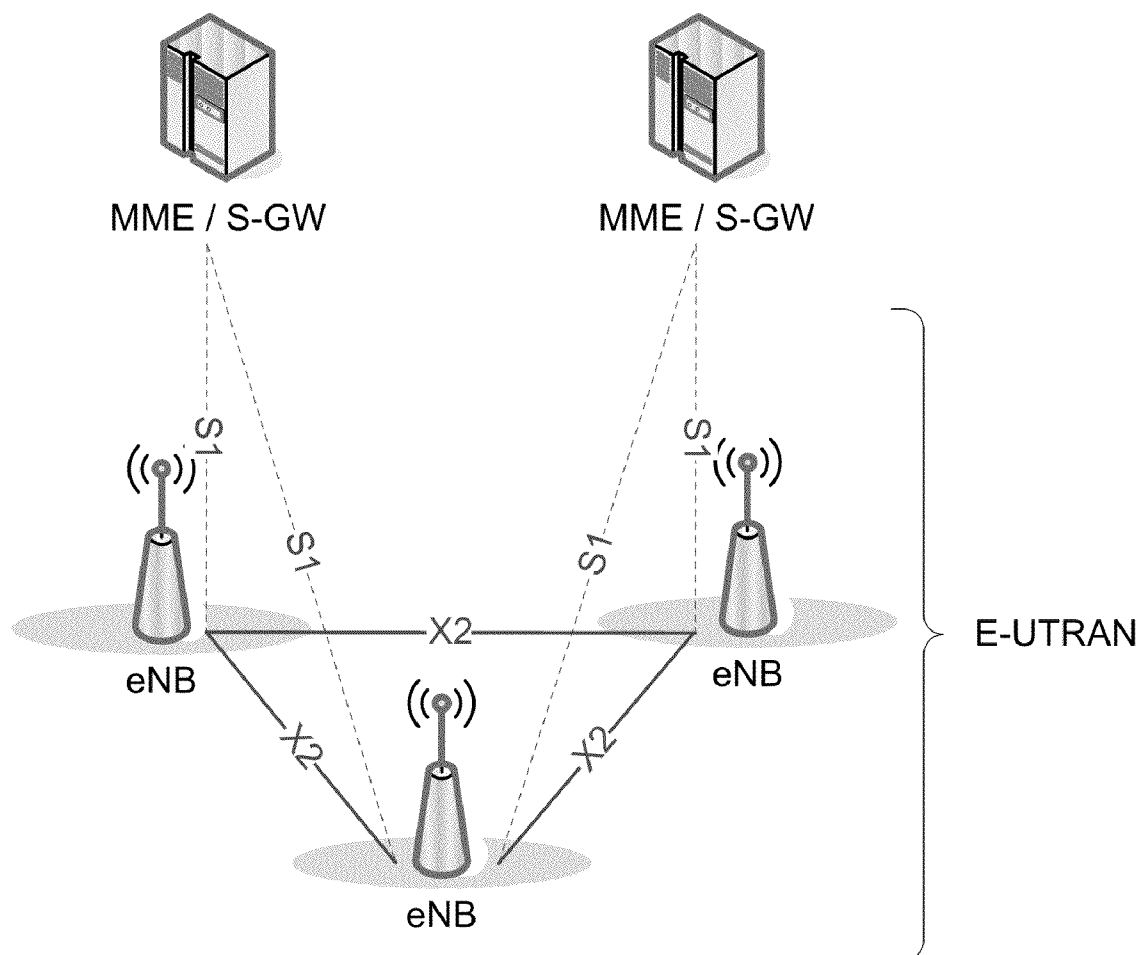 MME / S-GW
MME / S-GW
S1
S1
S1
S1
X2
E-UTRAN
eNB
eNB
X2
X2
eNB